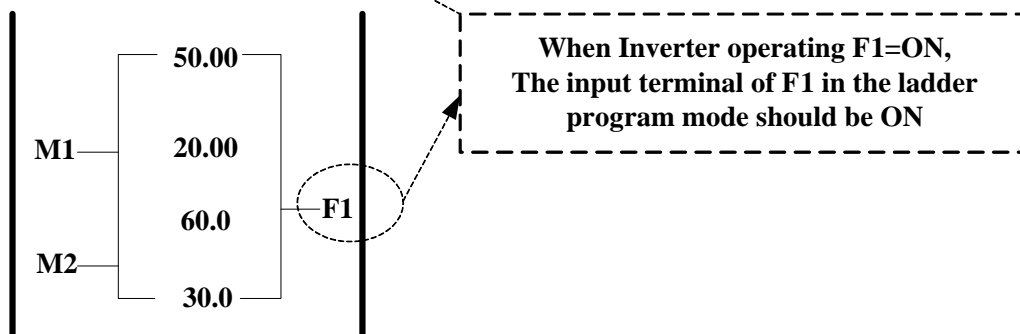 50.00
When Inverter operating F1=ON,
The input terminal of F1 in the ladder
program mode should be ON
M1
20.00
F1
60.0
M2
30.0